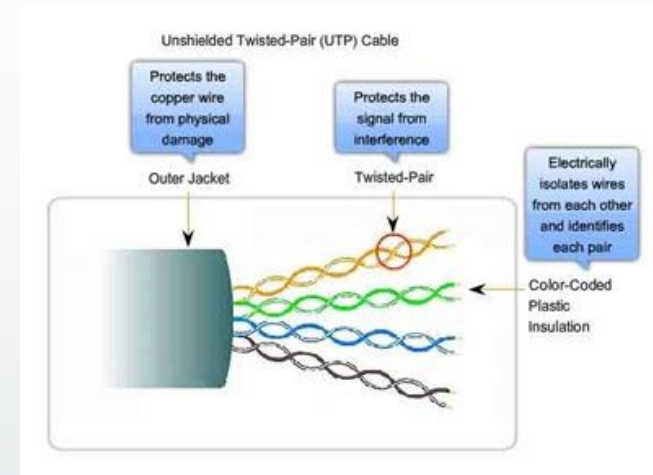 Unshielded Twisted-Pair (UTP) Cable
Protects the
copper wire
from physical
damage
Protects the
signal from
interference
Electrically
isolates wires
from each other
and identifies
each pair
Outer Jacket
Twisted-Pair
Color-Coded
Plastic
Insulation